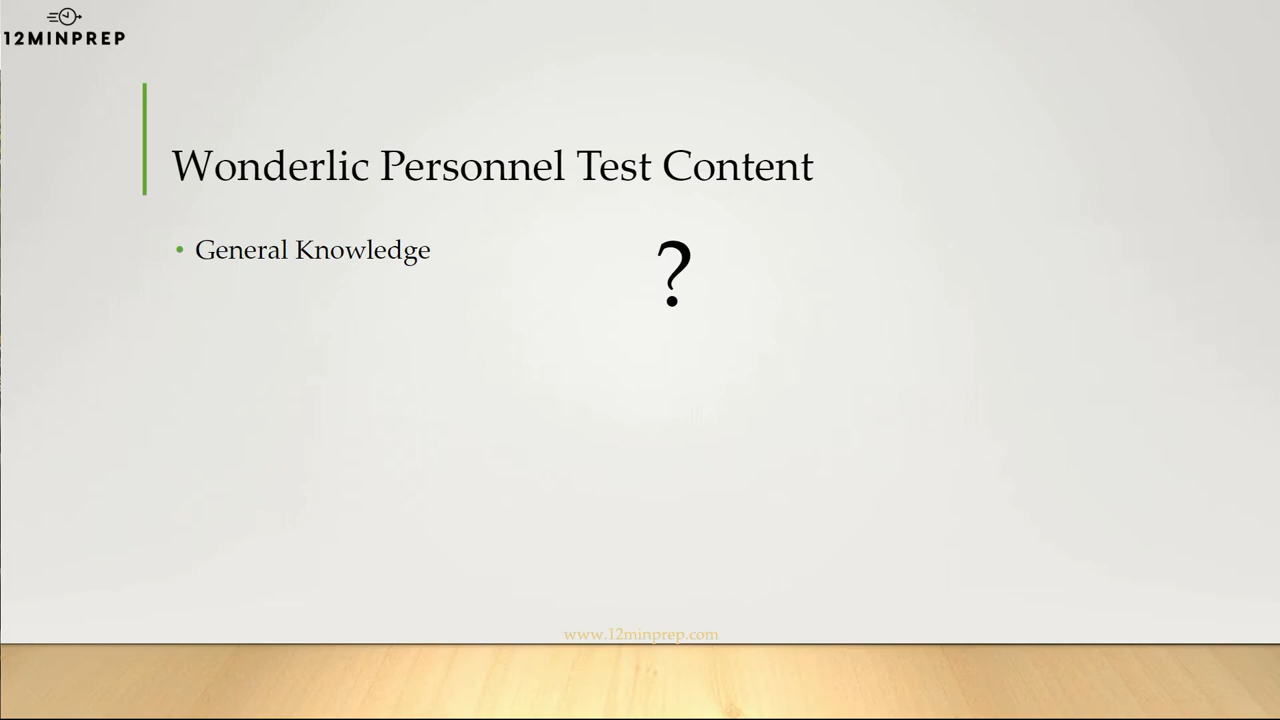 12MINPREP
Wonderlic Personnel Test Content
• General Knowledge
?
www.12minprep.com